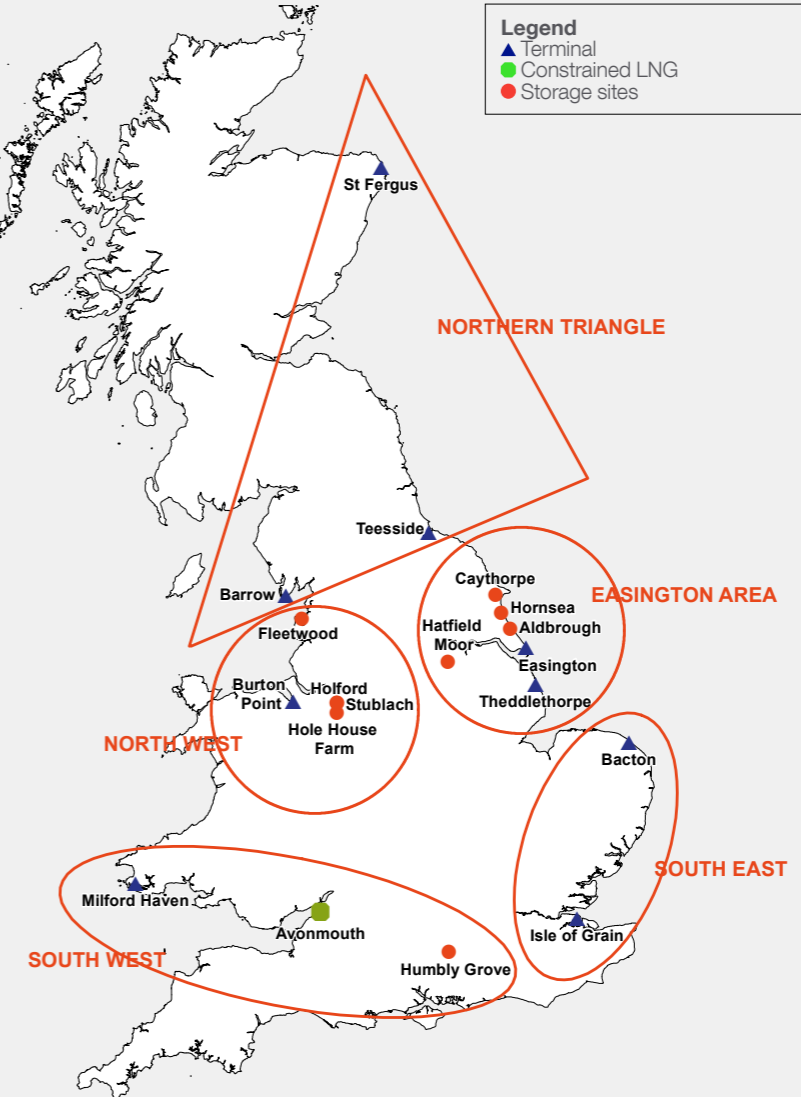 Legend
Terminal
Constrained LNG
Storage sites
St Fergus
NORTHERN TRIANGLE
Teesside
Caythorpe
Barrow
EASINGTON AREA
Hornsea
Fleetwood
Hatfield
Moor
Aldbrough
Easington
Burton
Point
Holford
Stublach
Theddlethorpe
Hole House
Farm
NORTH WEST
Bacton
SOUTH EAST
Milford Haven
Avonmouth
Isle of Grain
SOUTH WEST
Humbly Grove